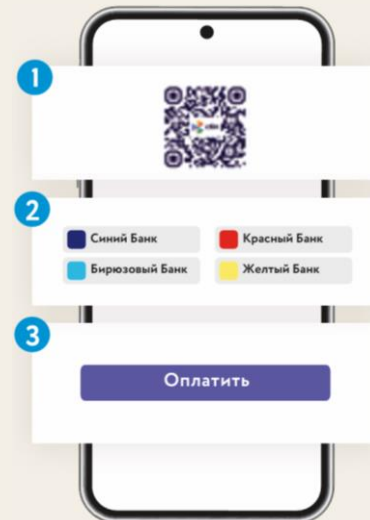 1
2
Синий Банк
Красный Банк
Бирюзовый Банк
Желтый Банк
3
Оплатить